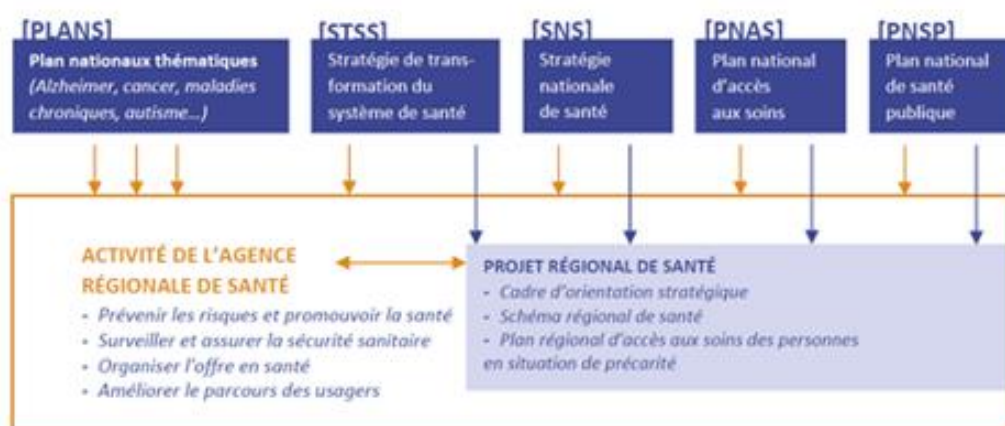 [PLANS]
Plan nationaux thématiques
(Alzheimer, cancer, maladies
chroniques, autisme…)
[STSS]
Stratégie de trans-
formation du
système de santé
[SNS]
Stratégie
nationale
de santé
[PNAS]
Plan national
d'accès
aux soins
[PNSP]
Plan national
de santé
publique
ACTIVITÉ DE L'AGENCE
RÉGIONALE DE SANTÉ
- Prévenir les risques et promouvoir la santé
- Surveiller et assurer la sécurité sanitaire
- Organiser l'offre en santé
- Améliorer le parcours des usagers
PROJET RÉGIONAL DE SANTÉ
- Cadre d'orientation stratégique
- Schéma régional de santé
- Plan régional d'accès aux soins des personnes
en situation de précarité